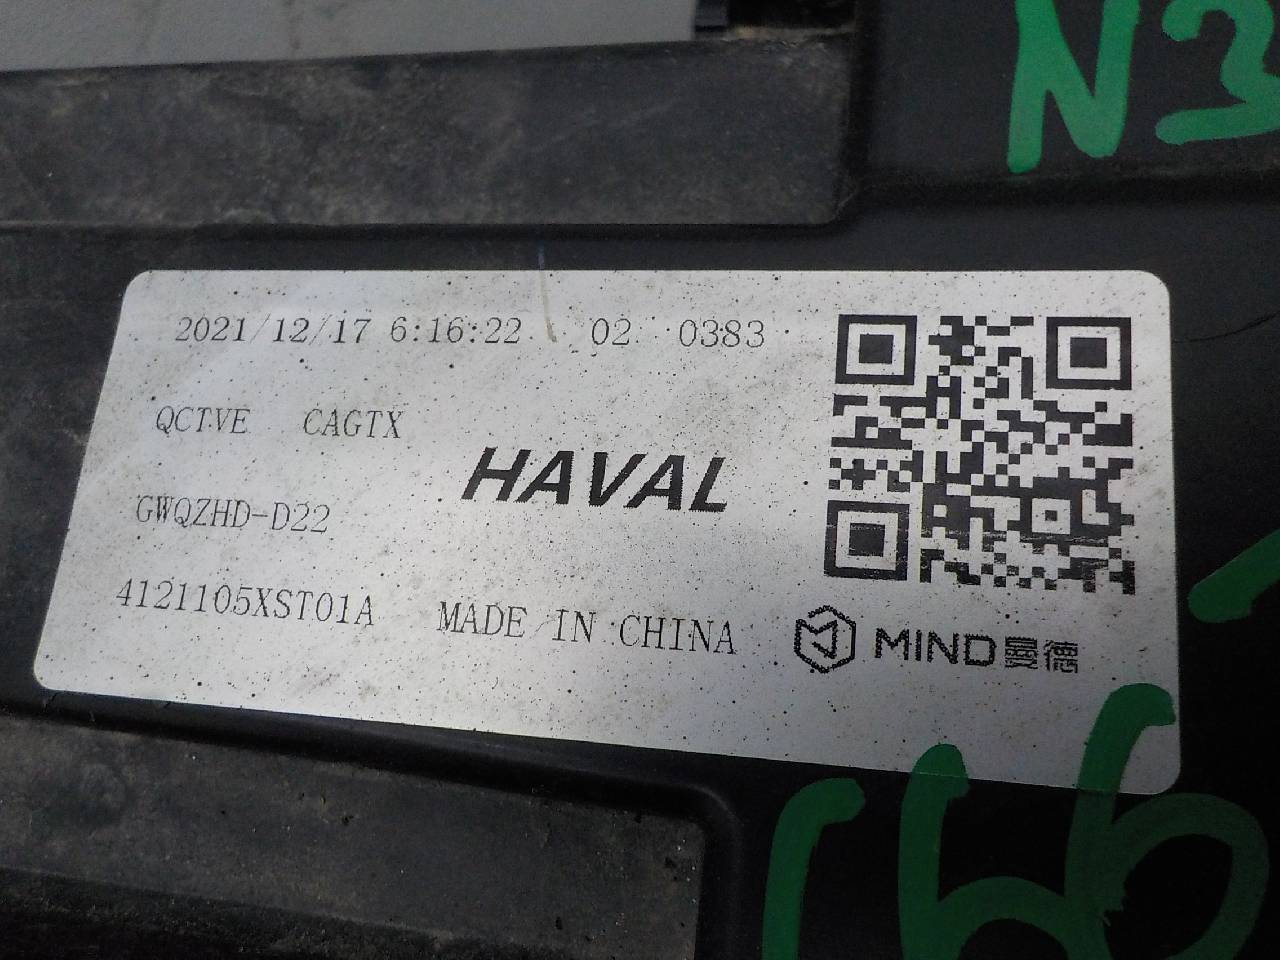 N3
2021/12/17 6:16:22 02 0383
QCTVE CAGTX
HAVAL
GWQZHD-D22
4121105XST01A MADE IN CHINA
MIND曼德